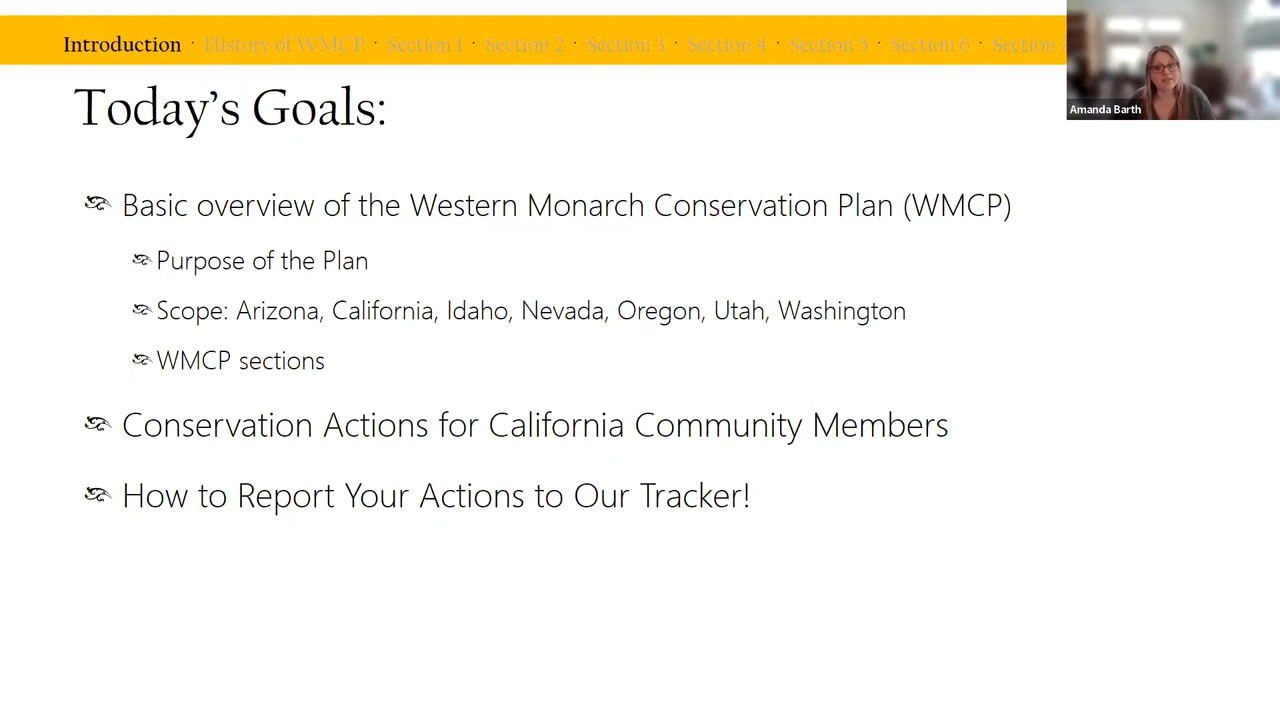 Introduction · History of WMCP · Section 1 · Section 2 · Section 3 · Section 4 · Section 5 · Section 6 · Section
Amanda Barth
Today's Goals:
Basic overview of the Western Monarch Conservation Plan (WMCP)
Purpose of the Plan
Scope: Arizona, California, Idaho, Nevada, Oregon, Utah, Washington
WMCP sections
Conservation Actions for California Community Members
How to Report Your Actions to Our Tracker!